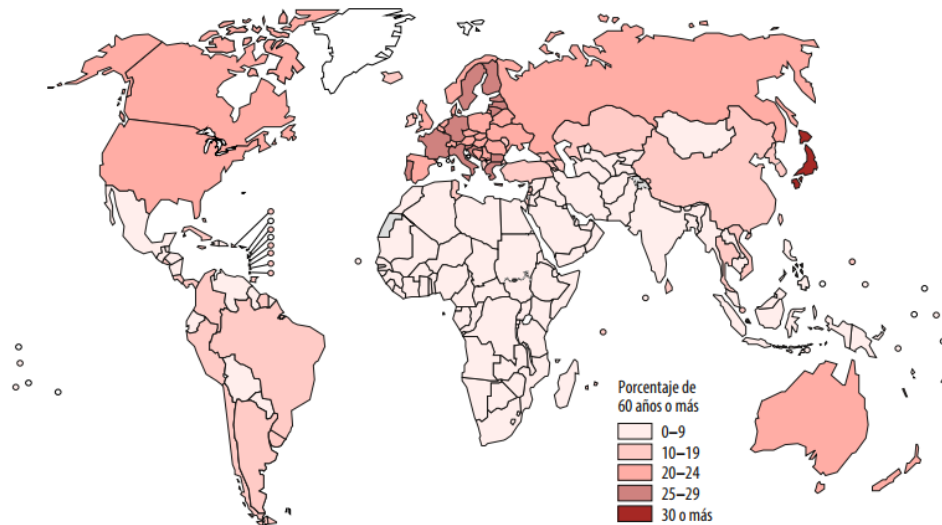 Porcentaje de
60 años o más
0–9
10–19
20–24
25–29
30 o más